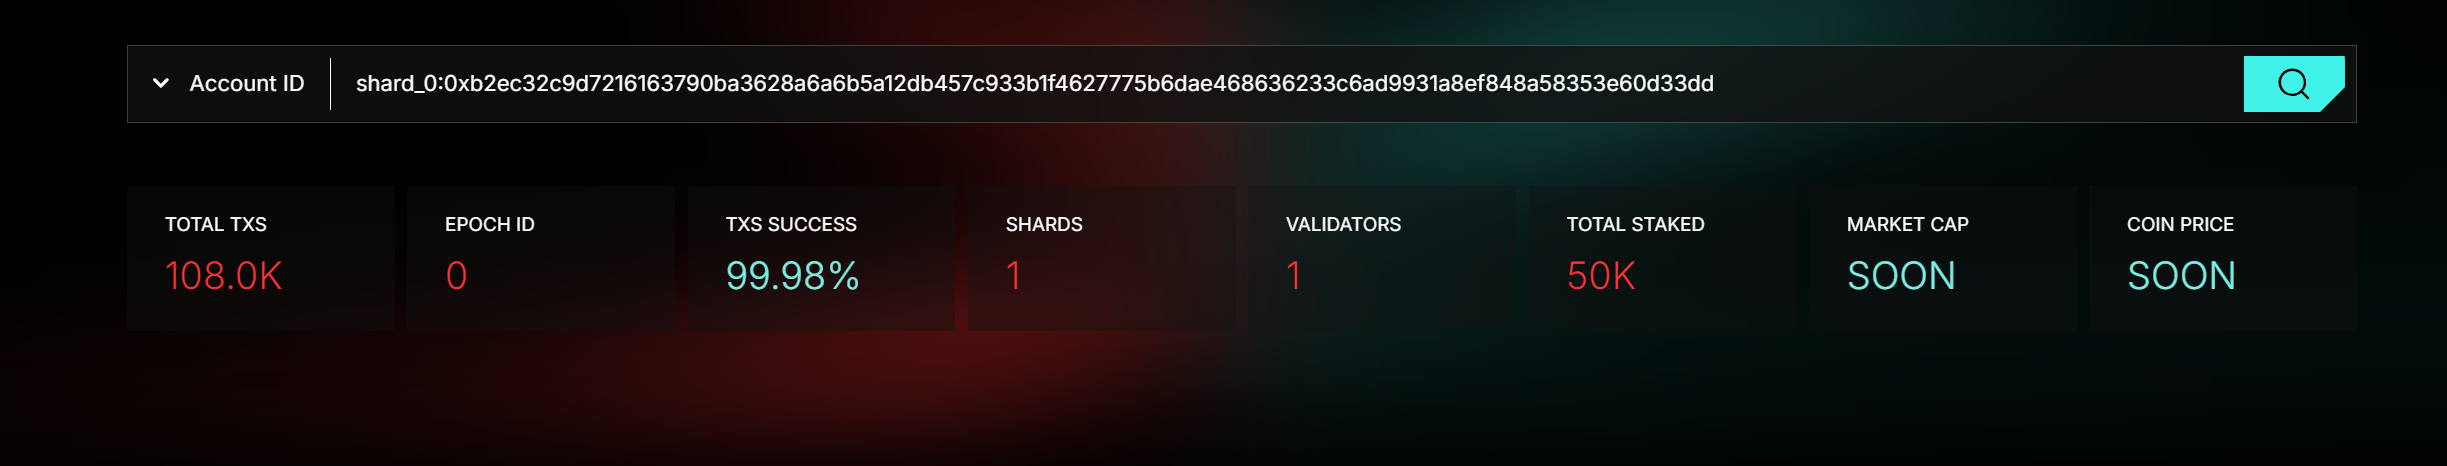 Account ID
shard_0:0xb2ec32c9d7216163790ba3628a6a6b5a12db457c933b1f4627775b6dae468636233c6ad9931a8ef848a58353e60d33dd
TOTAL TXS
108.0K
EPOCH ID
0
TXS SUCCESS
99.98%
SHARDS
1
VALIDATORS
1
TOTAL STAKED
50K
MARKET CAP
SOON
COIN PRICE
SOON